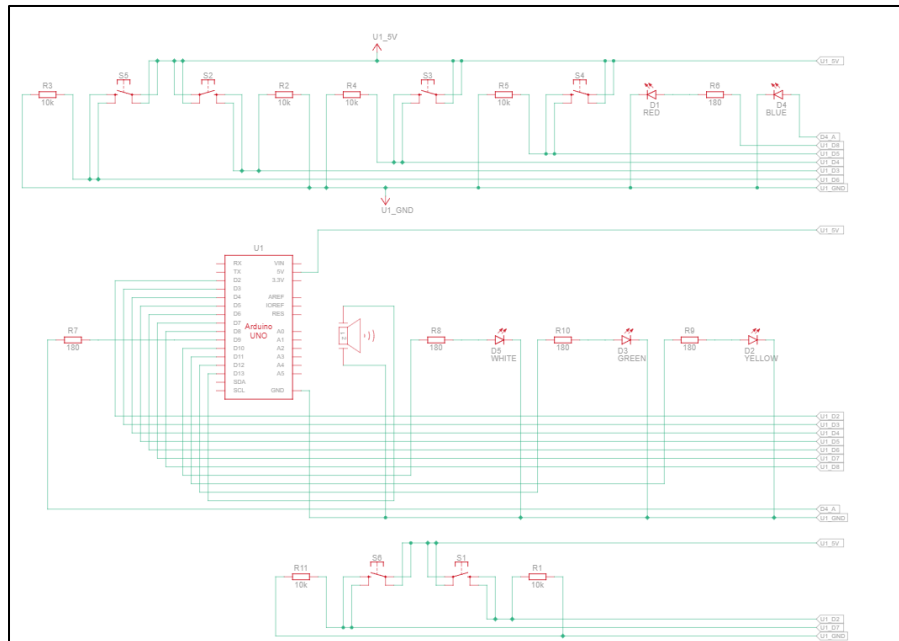 U1_5V
U1_5V
R3
10k
S5
S2
R2
10k
R4
10k
S3
R5
10k
S4
D1
RED
R6
180
D4
BLUE
D4_A
U1_D8
U1_D5
U1_D4
U1_D3
U1_D6
U1_GND
U1_GND
U1_5V
U1
RX
TX
D2
D3
D4
D5
D6
D7
D8
D9
D10
D11
D12
D13
SDA
SCL
Arduino
UNO
VIN
5V
3.3V
AREF
IOREF
RES
A0
A1
A2
A3
A4
A5
GND
R7
180
R8
180
D5
WHITE
R10
180
D3
GREEN
R9
180
D2
YELLOW
U1_D2
U1_D3
U1_D4
U1_D5
U1_D6
U1_D7
U1_D8
D4_A
U1_GND
U1_5V
R11
10k
S6
S1
R1
10k
U1_D2
U1_D7
U1_GND